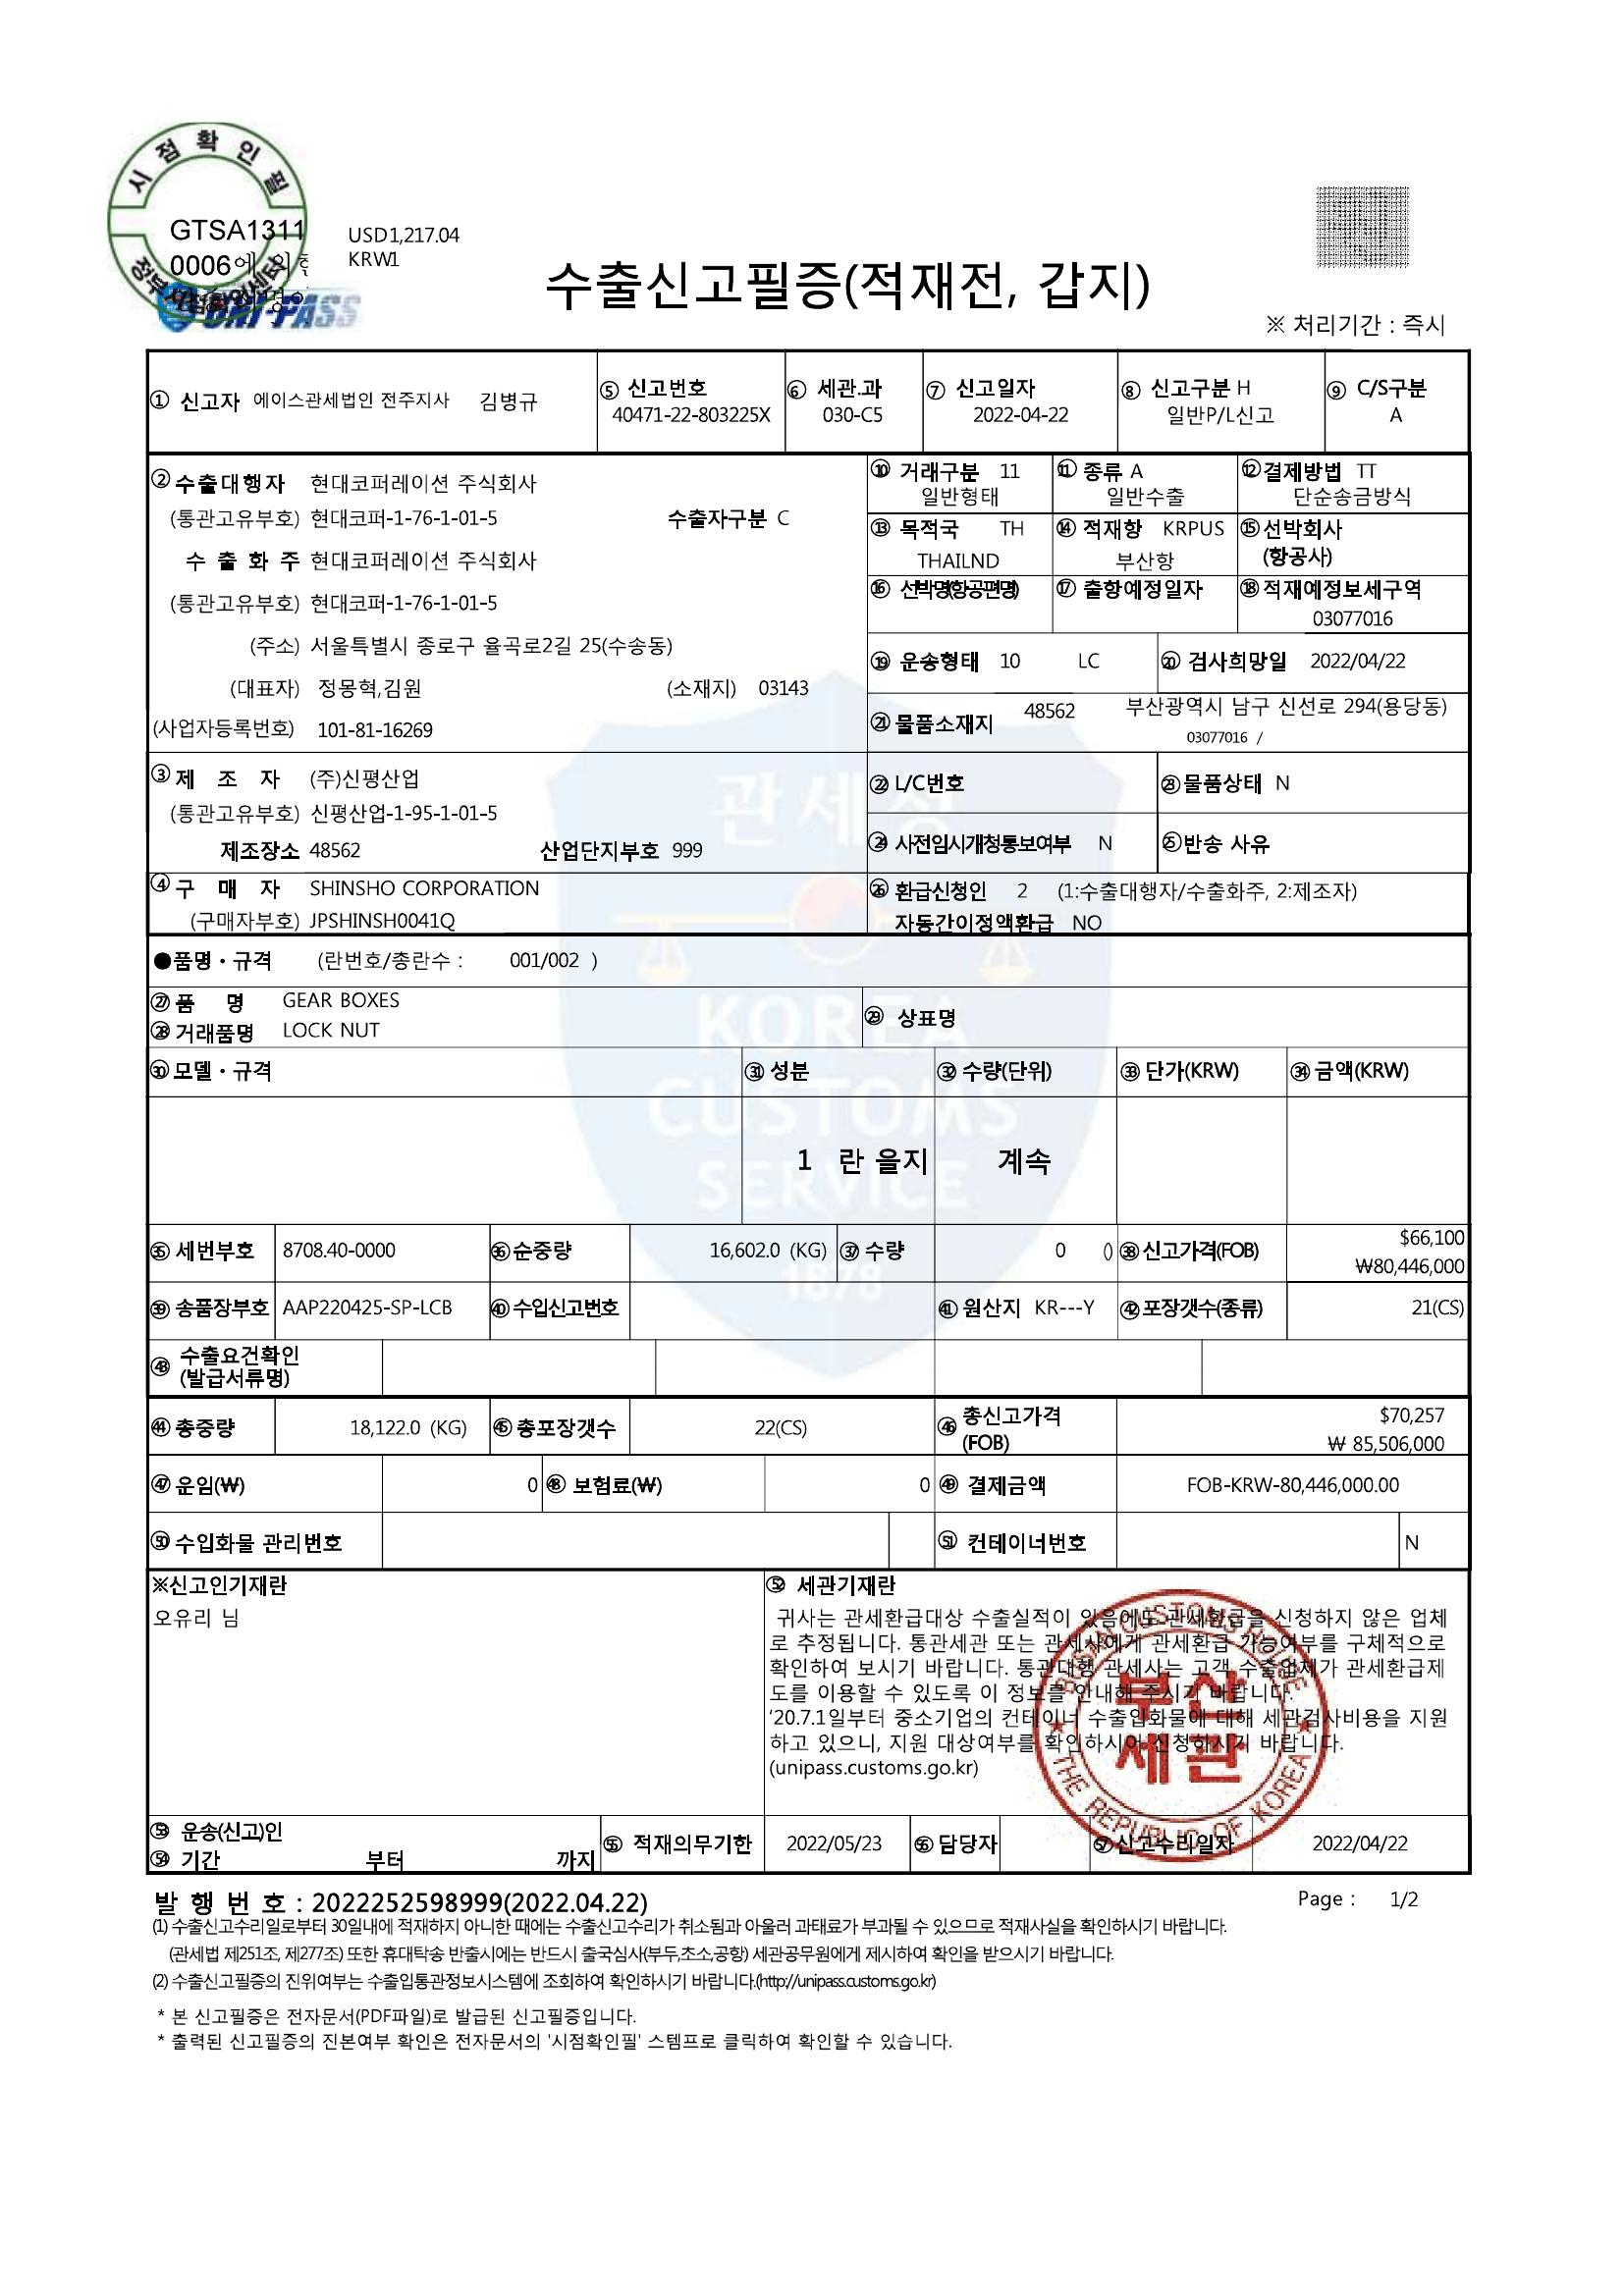 시점확인필
GTSA1311
0006에 의한
정부
UNI-PASS
USD1,217.04
KRW1
수출신고필증(적재전, 갑지)
※ 처리기간 : 즉시
① 신고자 에이스관세법인 전주지사 김병규
⑤ 신고번호
40471-22-803225X
⑥ 세관.과
030-C5
⑦ 신고일자
2022-04-22
⑧ 신고구분 H
일반P/L신고
⑨ C/S구분
A
② 수출대행자 현대코퍼레이션 주식회사
(통관고유부호) 현대코퍼-1-76-1-01-5 수출자구분 C
수 출 화 주 현대코퍼레이션 주식회사
(통관고유부호) 현대코퍼-1-76-1-01-5
(주소) 서울특별시 종로구 율곡로2길 25(수송동)
(대표자) 정몽혁,김원 (소재지) 03143
(사업자등록번호) 101-81-16269
⑩ 거래구분 11
일반형태
⑪ 종류 A
일반수출
⑫ 결제방법 TT
단순송금방식
⑬ 목적국 TH
THAILND
⑭ 적재항 KRPUS
부산항
⑮ 선박회사
(항공사)
⑯ 선박명(항공편명)
⑰ 출항예정일자
⑱ 적재예정보세구역
03077016
⑲ 운송형태 10 LC
⑳ 검사희망일 2022/04/22
㉑ 물품소재지 48562 부산광역시 남구 신선로 294(용당동)
03077016 /
③ 제 조 자 (주)신평산업
(통관고유부호) 신평산업-1-95-1-01-5
제조장소 48562 산업단지부호 999
㉒ L/C번호
㉓ 물품상태 N
㉔ 사전임시개청통보여부 N
㉕ 반송 사유
④ 구 매 자 SHINSHO CORPORATION
(구매자부호) JPSHINSH0041Q
㉖ 환급신청인 2 (1:수출대행자/수출화주, 2:제조자)
자동간이정액환급 NO
●품명・규격 (란번호/총란수 : 001/002 )
㉗ 품 명 GEAR BOXES
㉘ 거래품명 LOCK NUT
㉙ 상표명
㉚ 모델・규격
㉛ 성분
㉜ 수량(단위)
㉝ 단가(KRW)
㉞ 금액(KRW)
1 란 을지 계속
관세청
KOREA
CUSTOMS
SERVICE
1878
㉟ 세번부호 8708.40-0000
㊱ 순중량 16,602.0 (KG)
㊲ 수량 0 ()
㊳ 신고가격(FOB) $66,100
₩80,446,000
㊴ 송품장부호 AAP220425-SP-LCB
㊵ 수입신고번호
㊶ 원산지 KR---Y
㊷ 포장갯수(종류) 21(CS)
㊸ 수출요건확인
(발급서류명)
㊹ 총중량 18,122.0 (KG)
㊺ 총포장갯수 22(CS)
㊻ 총신고가격
(FOB)
$70,257
₩ 85,506,000
㊼ 운임(₩) 0
㊽ 보험료(₩) 0
㊾ 결제금액 FOB-KRW-80,446,000.00
㊿ 수입화물 관리번호
51 컨테이너번호 N
※신고인기재란
오유리 님
52 세관기재란
귀사는 관세환급대상 수출실적이 있음에도 관세환급을 신청하지 않은 업체
로 추정됩니다. 통관세관 또는 관세사에게 관세환급 가능여부를 구체적으로
확인하여 보시기 바랍니다. 통관대행 관세사는 고객 수출업체가 관세환급제
도를 이용할 수 있도록 이 정보를 안내해 주시기 바랍니다.
'20.7.1일부터 중소기업의 컨테이너 수출입화물에 대해 세관검사비용을 지원
하고 있으니, 지원 대상여부를 확인하시어 신청하시기 바랍니다.
(unipass.customs.go.kr)
BUSAN CUSTOMS HOUSE
부산
세관
THE REPUBLIC OF KOREA
53 운송(신고)인
54 기간 부터 까지
55 적재의무기한 2022/05/23
56 담당자
57 신고수리일자 2022/04/22
발 행 번 호 : 2022252598999(2022.04.22)
Page : 1/2
(1) 수출신고수리일로부터 30일내에 적재하지 아니한 때에는 수출신고수리가 취소됨과 아울러 과태료가 부과될 수 있으므로 적재사실을 확인하시기 바랍니다.
(관세법 제251조, 제277조) 또한 휴대탁송 반출시에는 반드시 출국심사(부두,초소,공항) 세관공무원에게 제시하여 확인을 받으시기 바랍니다.
(2) 수출신고필증의 진위여부는 수출입통관정보시스템에 조회하여 확인하시기 바랍니다.(http://unipass.customs.go.kr)
* 본 신고필증은 전자문서(PDF파일)로 발급된 신고필증입니다.
* 출력된 신고필증의 진본여부 확인은 전자문서의 '시점확인필' 스템프로 클릭하여 확인할 수 있습니다.